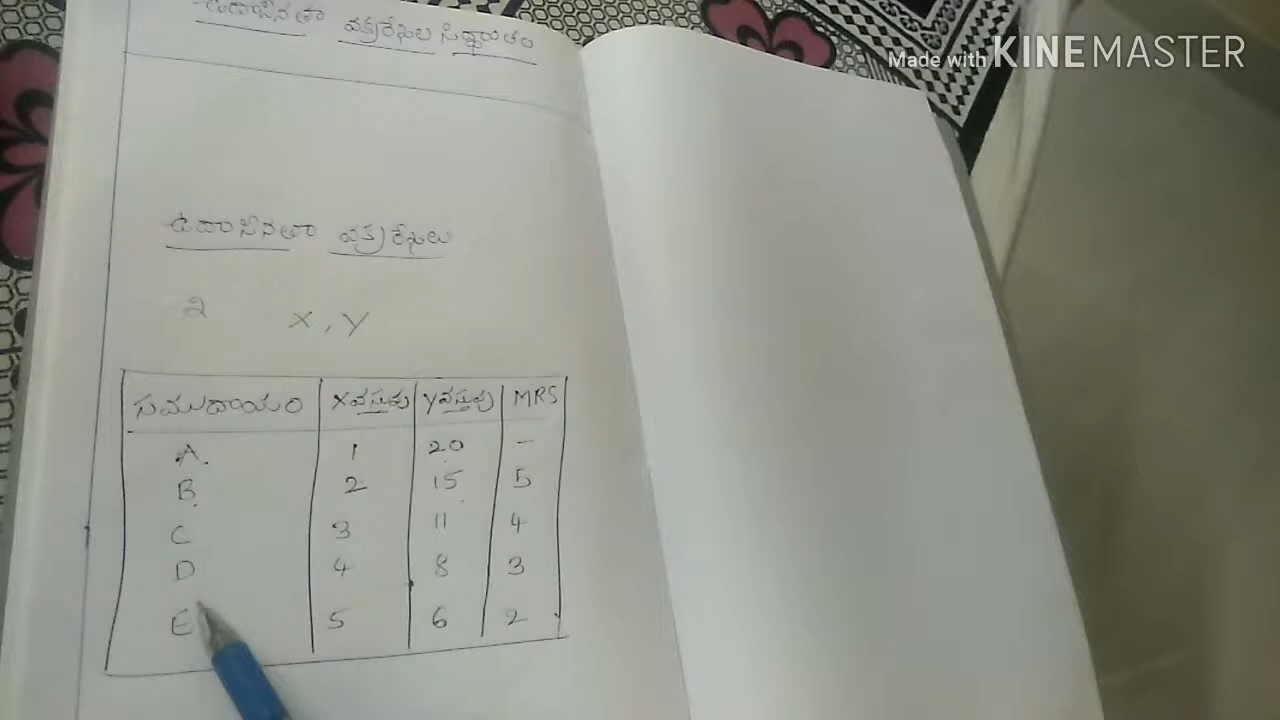 ఉదాసీనతా వక్రరేఖల సిద్ధాంతం
Made with KINEMASTER
ఉదాసీనతా వక్రరేఖలు
2 X, Y
సముదాయం X వస్తువు Y వస్తువు MRS
A. 1 20 -
B 2 15 5
C 3 11 4
D 4 8 3
E 5 6 2